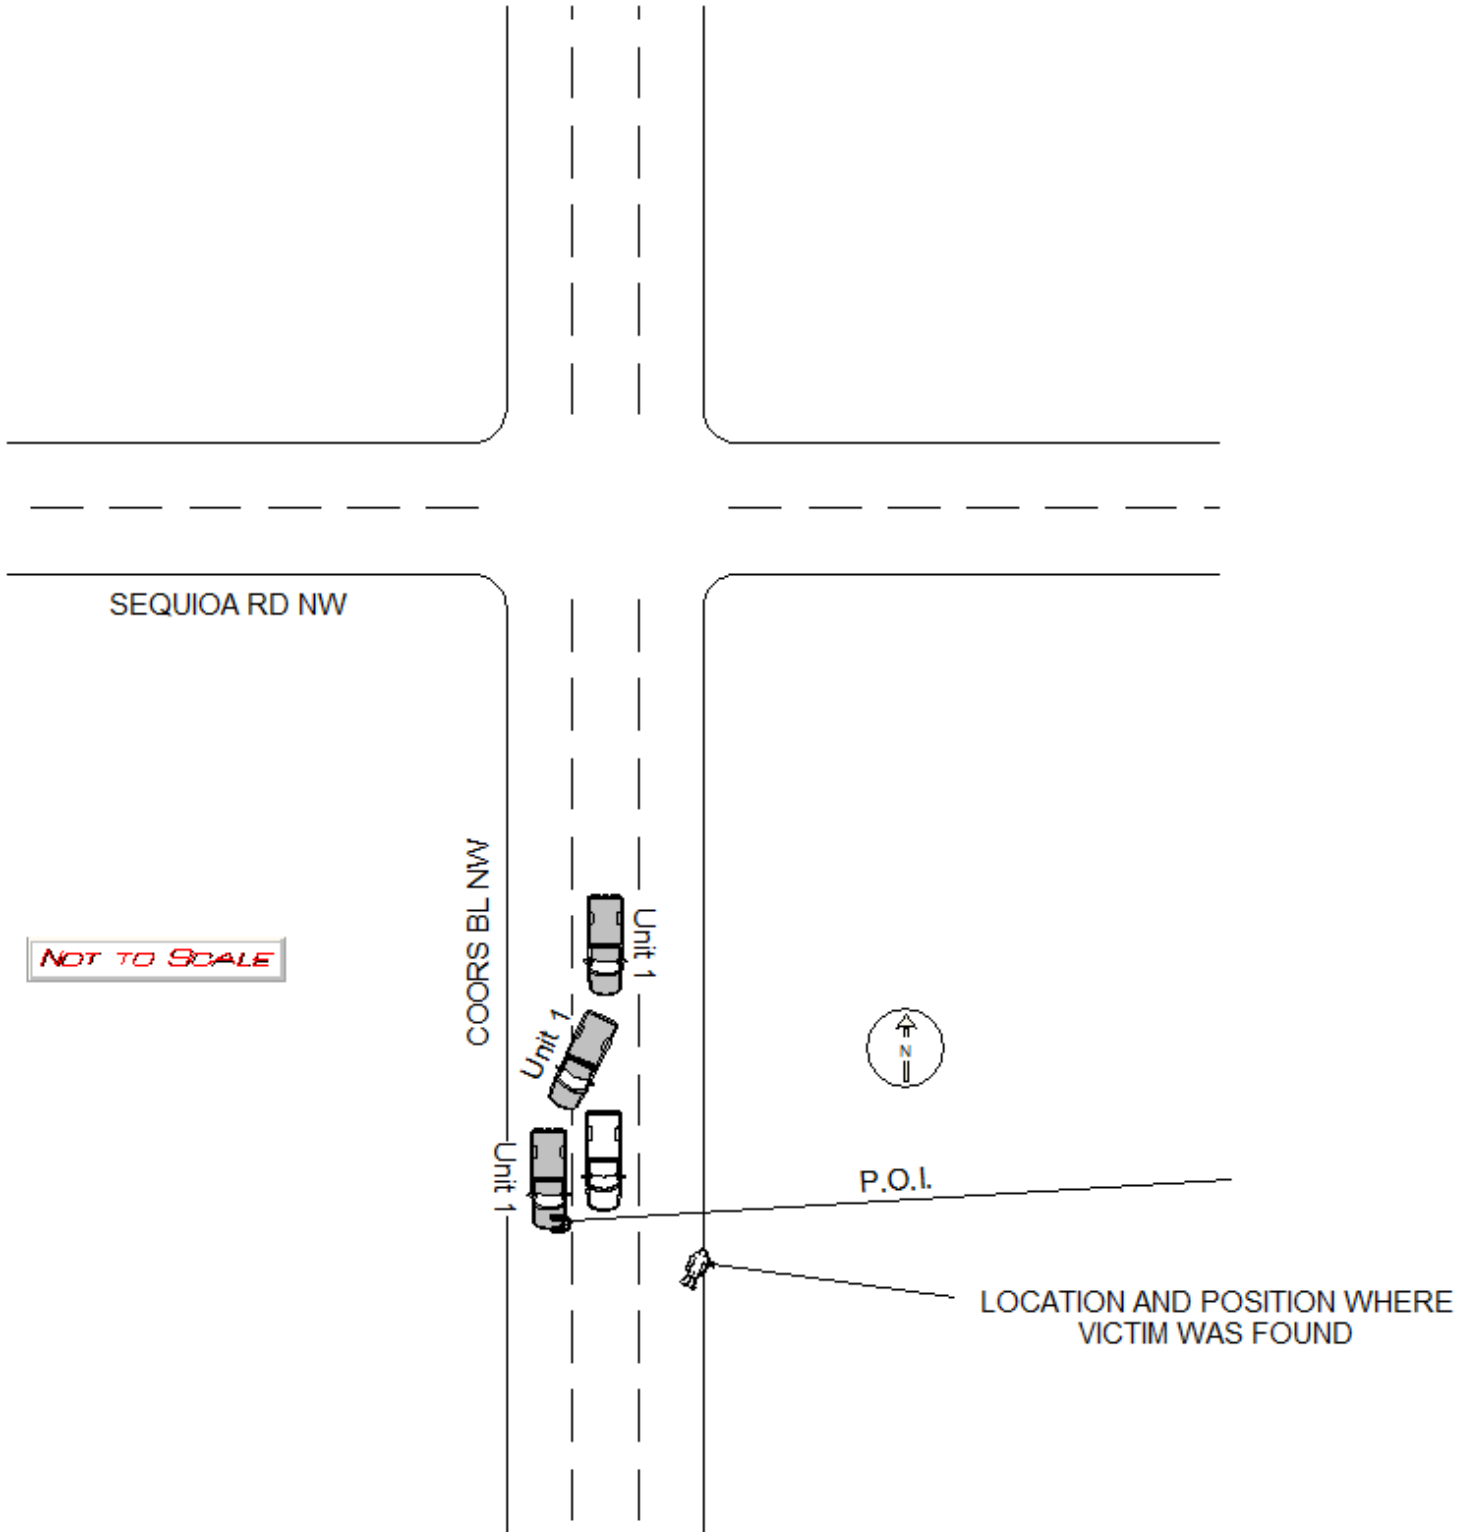 SEQUIOA RD NW
COORS BL NW
Unit 1
NOT TO SCALE
Unit 1
N
Unit 1
P.O.I.
LOCATION AND POSITION WHERE
VICTIM WAS FOUND